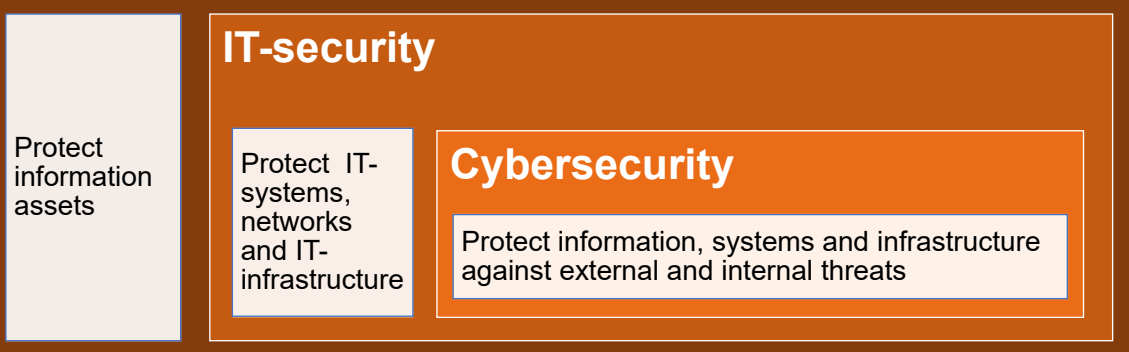 IT-security
Protect
information
assets
Protect IT-
systems,
networks
and IT-
infrastructure
Cybersecurity
Protect information, systems and infrastructure
against external and internal threats